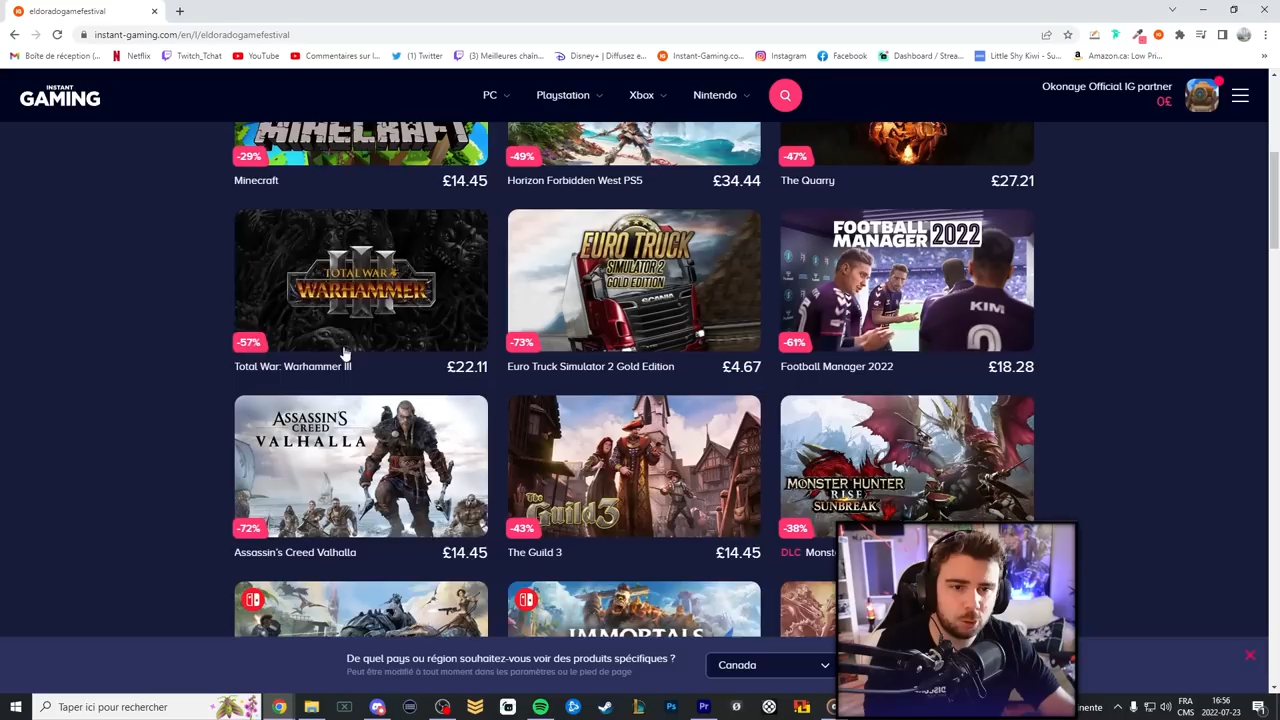 eldoradogamefestival
instant-gaming.com/en/l/eldoradogamefestival
Boîte de réception (...
Netflix
Twitch_Tchat
YouTube
Commentaires sur l...
(1) Twitter
(3) Meilleures chaîn...
Disney+ | Diffusez e...
Instant-Gaming.co...
Instagram
Facebook
Dashboard / Strea...
Little Shy Kiwi - Su...
Amazon.ca: Low Pri...
INSTANT
GAMING
PC
Playstation
Xbox
Nintendo
Okonaye Official IG partner
0£
MINECRAFT
-29%
-49%
-47%
Minecraft
£14.45
Horizon Forbidden West PS5
£34.44
The Quarry
£27.21
TOTAL WAR
WARHAMMER
III
EURO TRUCK
SIMULATOR 2
GOLD EDITION
SCANIA
FOOTBALL
MANAGER 2022
KIM
-57%
-73%
-61%
Total War: Warhammer III
£22.11
Euro Truck Simulator 2 Gold Edition
£4.67
Football Manager 2022
£18.28
ASSASSIN'S
CREED
VALHALLA
The
Guild 3
MONSTER HUNTER
RISE
SUNBREAK
-72%
-43%
-38%
Assassin's Creed Valhalla
£14.45
The Guild 3
£14.45
DLC
IMMORTALS
De quel pays ou région souhaitez-vous voir des produits spécifiques ?
Peut être modifié à tout moment dans les paramètres ou le pied de page
Canada
Taper ici pour rechercher
FRA
CMS
16:56
2022-07-23